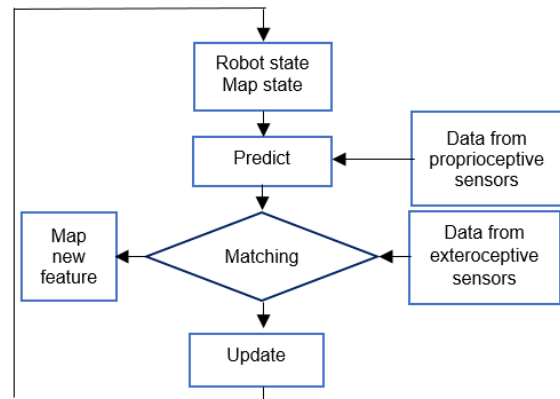 Robot state
Map state
Predict
Data from
proprioceptive
sensors
Map
new
feature
Matching
Data from
exteroceptive
sensors
Update